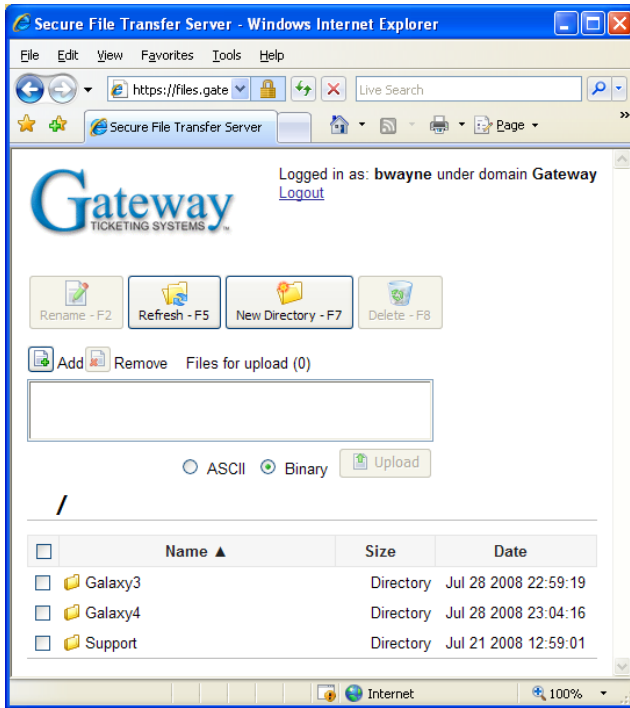 Secure File Transfer Server - Windows Internet Explorer
File Edit View Favorites Tools Help
https://files.gate Live Search
Secure File Transfer Server Page
Logged in as: bwayne under domain Gateway
Logout
Gateway
TICKETING SYSTEMS™
Rename - F2 Refresh - F5 New Directory - F7 Delete - F8
Add Remove Files for upload (0)
ASCII Binary Upload
/
Name ▲ Size Date
Galaxy3 Directory Jul 28 2008 22:59:19
Galaxy4 Directory Jul 28 2008 23:04:16
Support Directory Jul 21 2008 12:59:01
Internet 100%